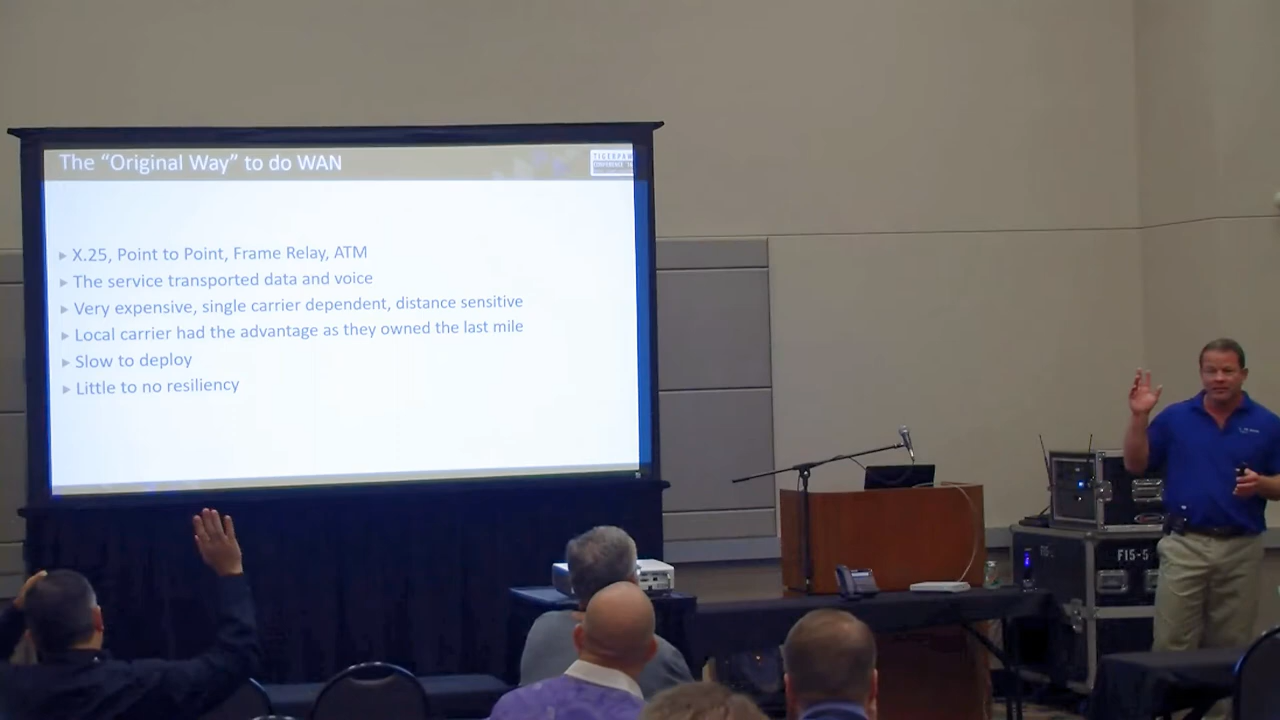 The “Original Way” to do WAN
TIGERPAW
CONFERENCE
X.25, Point to Point, Frame Relay, ATM
The service transported data and voice
Very expensive, single carrier dependent, distance sensitive
Local carrier had the advantage as they owned the last mile
Slow to deploy
Little to no resiliency
F15-5